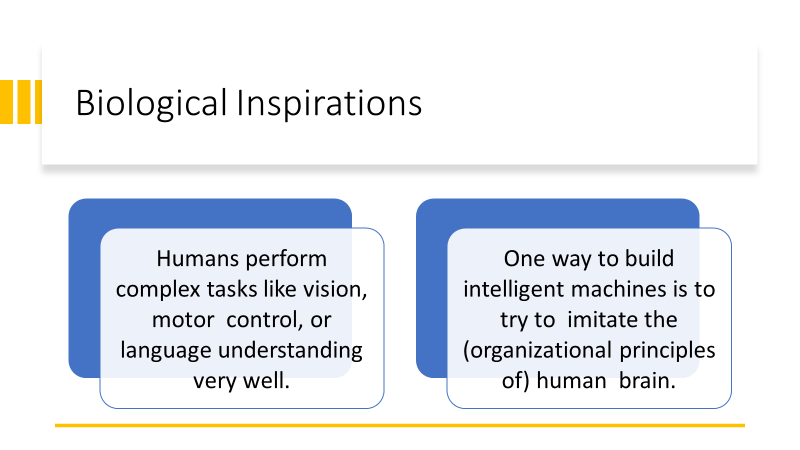 Biological Inspirations
Humans perform
complex tasks like vision,
motor  control, or
language understanding
very well.
One way to build
intelligent machines is to
try to  imitate the
(organizational principles
of) human  brain.